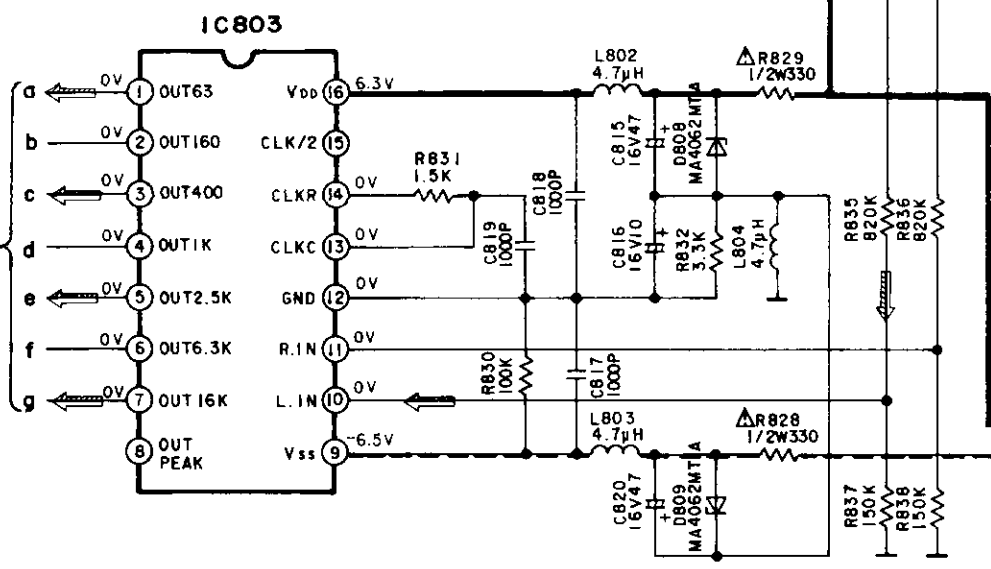 IC803
a 0V 1 OUT63
b 0V 2 OUT160
c 0V 3 OUT400
d 0V 4 OUT1K
e 0V 5 OUT2.5K
f 0V 6 OUT6.3K
g 0V 7 OUT16K
8 OUT
PEAK
VDD 16 6.3V
CLK/2 15
CLKR 14 0V
CLKC 13 0V
GND 12 0V
R.IN 11 0V
L.IN 10 0V
VSS 9 -6.5V
R831
1.5K
C819
1000P
C818
1000P
R830
100K
C817
1000P
L802
4.7μH
⚠R829
1/2W330
C815
16V47
+
D808
C816
16V10
+
R832
3.3K
L804
4.7μH
L803
4.7μH
⚠R828
1/2W330
C820
16V47
+
D809
R835
820K
R836
820K
R837
150K
R838
150K